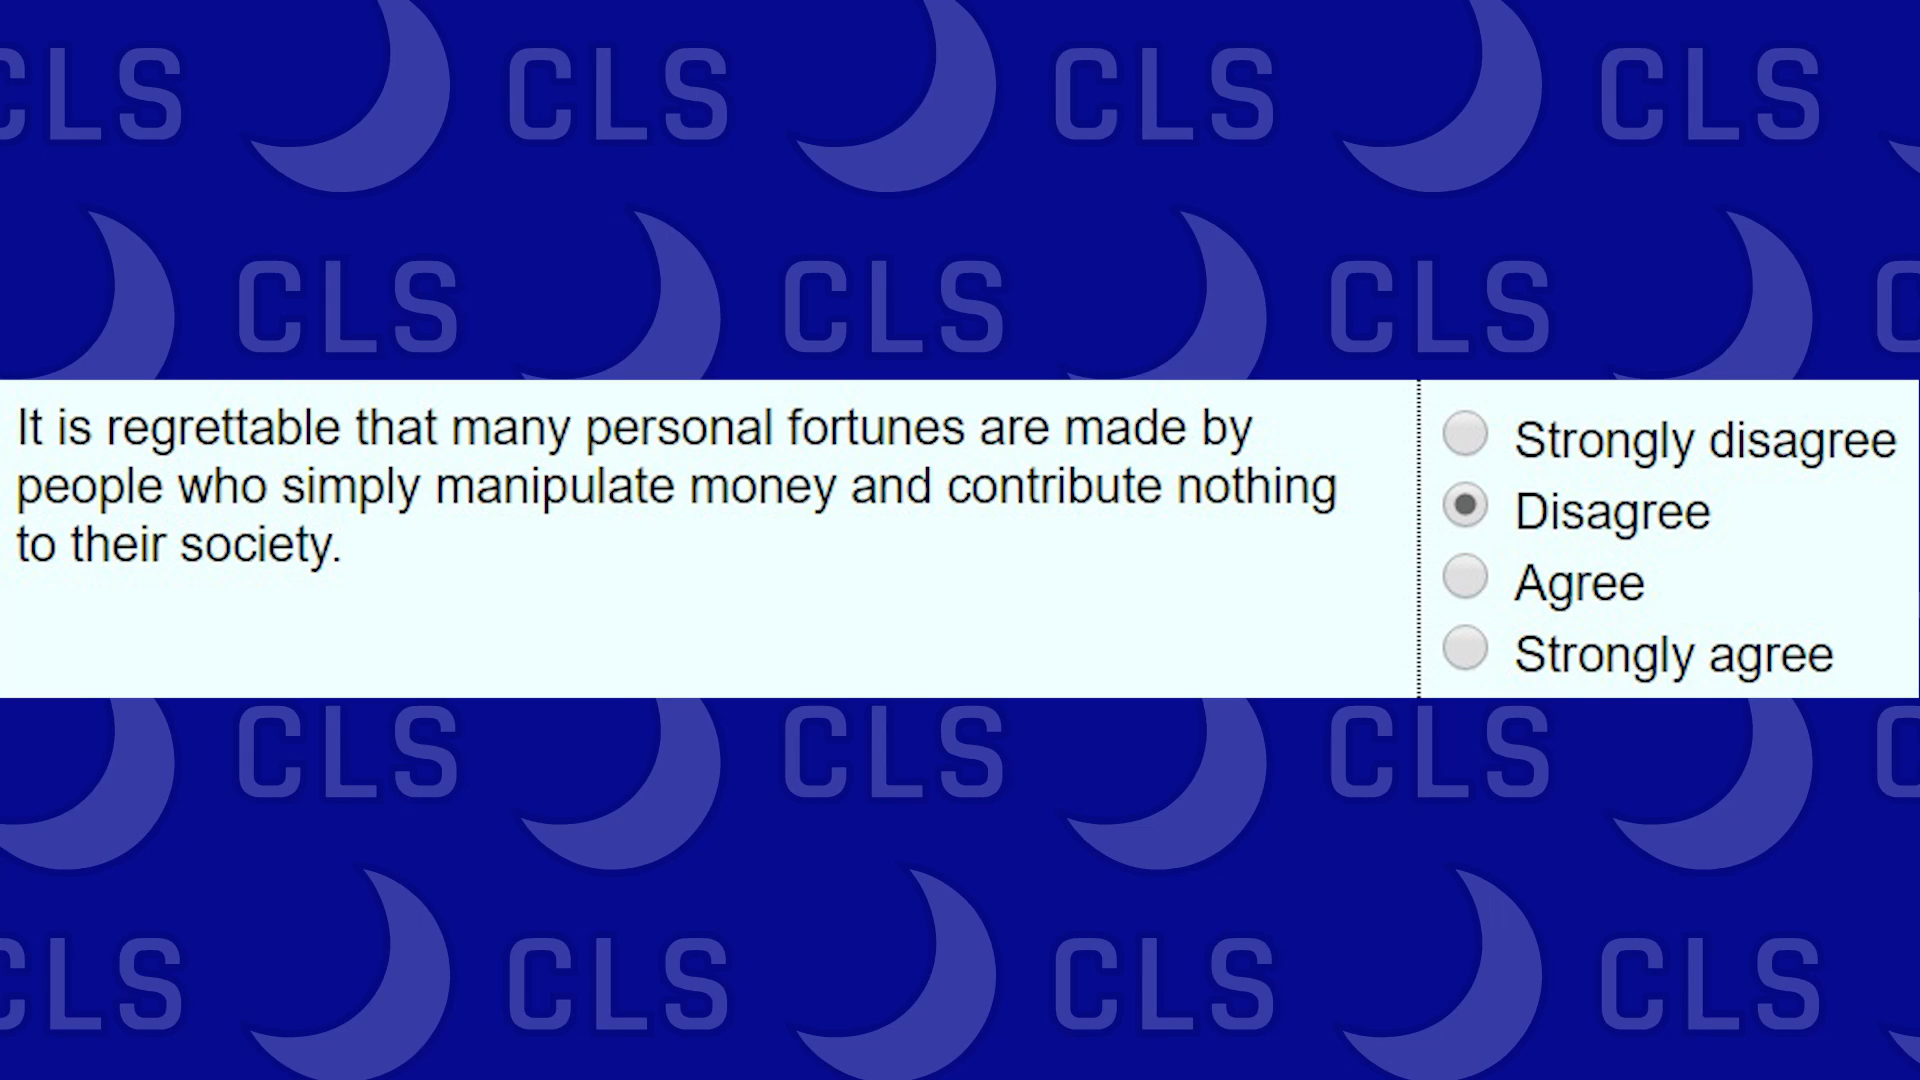 CLS CLS CLS CLS
CLS CLS CLS C
It is regrettable that many personal fortunes are made by
people who simply manipulate money and contribute nothing
to their society.
Strongly disagree
Disagree
Agree
Strongly agree
CLS CLS CLS C
CLS CLS CLS CLS